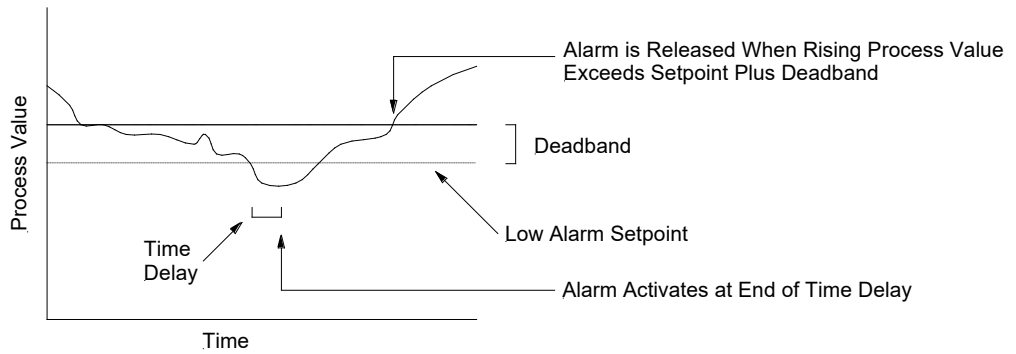 Alarm is Released When Rising Process Value
Exceeds Setpoint Plus Deadband
Process Value
Deadband
Low Alarm Setpoint
Time
Delay
Alarm Activates at End of Time Delay
Time